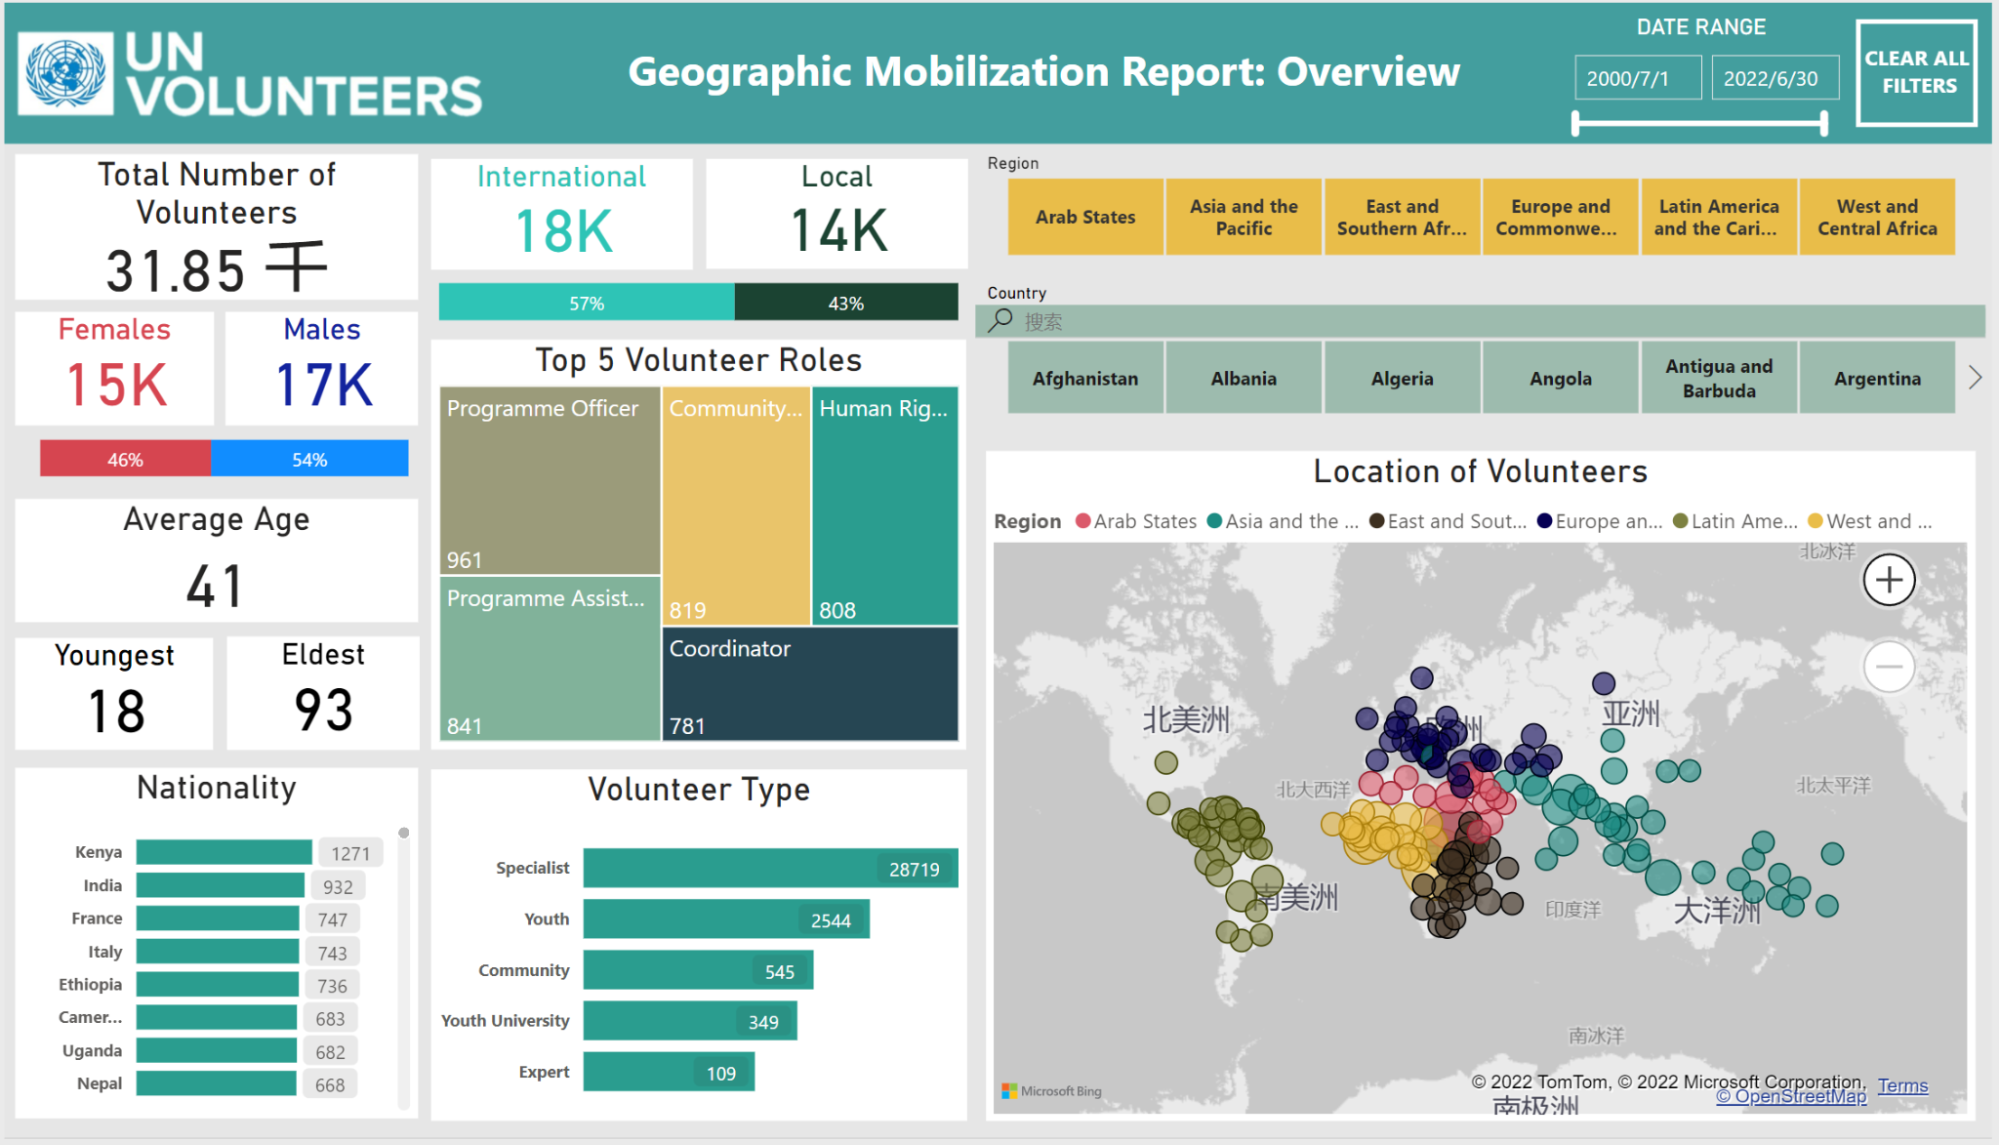 UN
VOLUNTEERS
Geographic Mobilization Report: Overview
DATE RANGE
2000/7/1
2022/6/30
CLEAR ALL
FILTERS
Total Number of
Volunteers
31.85 千
Females
15K
Males
17K
46%
54%
Average Age
41
Youngest
18
Eldest
93
Nationality
Kenya
1271
India
932
France
747
Italy
743
Ethiopia
736
Camer...
683
Uganda
682
Nepal
668
International
18K
Local
14K
57%
43%
Top 5 Volunteer Roles
Programme Officer
961
Programme Assist...
841
Community...
819
Human Rig...
808
Coordinator
781
Volunteer Type
Specialist
28719
Youth
2544
Community
545
Youth University
349
Expert
109
Region
Arab States
Asia and the
Pacific
East and
Southern Afr...
Europe and
Commonwe...
Latin America
and the Cari...
West and
Central Africa
Country
搜索
Afghanistan
Albania
Algeria
Angola
Antigua and
Barbuda
Argentina
Location of Volunteers
Region Arab States Asia and the ... East and Sout... Europe an... Latin Ame... West and ...
北冰洋
北美洲
亚洲
北大西洋
北太平洋
南美洲
印度洋
大洋洲
南冰洋
Microsoft Bing
© 2022 TomTom, © 2022 Microsoft Corporation, Terms
© OpenStreetMap
南极洲